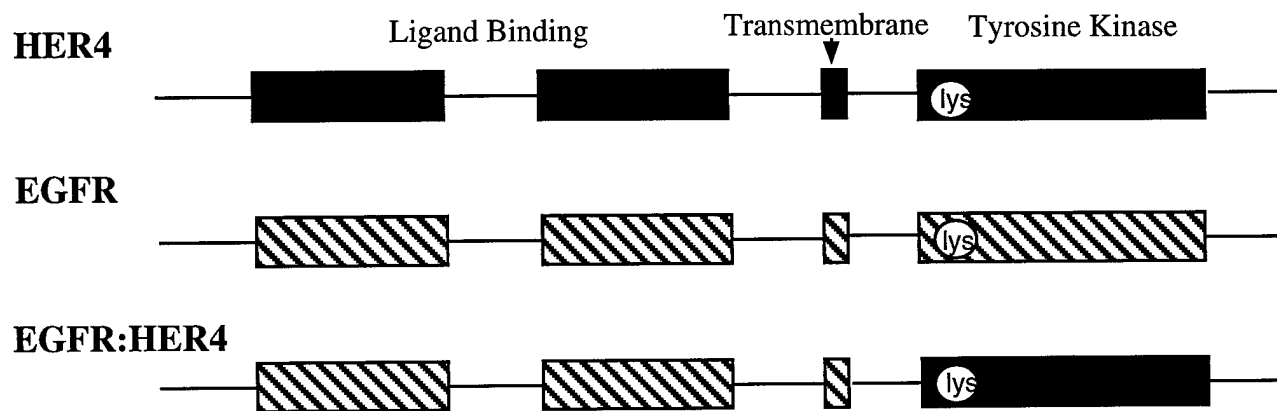 Ligand Binding Transmembrane Tyrosine Kinase
HER4
lys
EGFR
lys
EGFR:HER4
lys